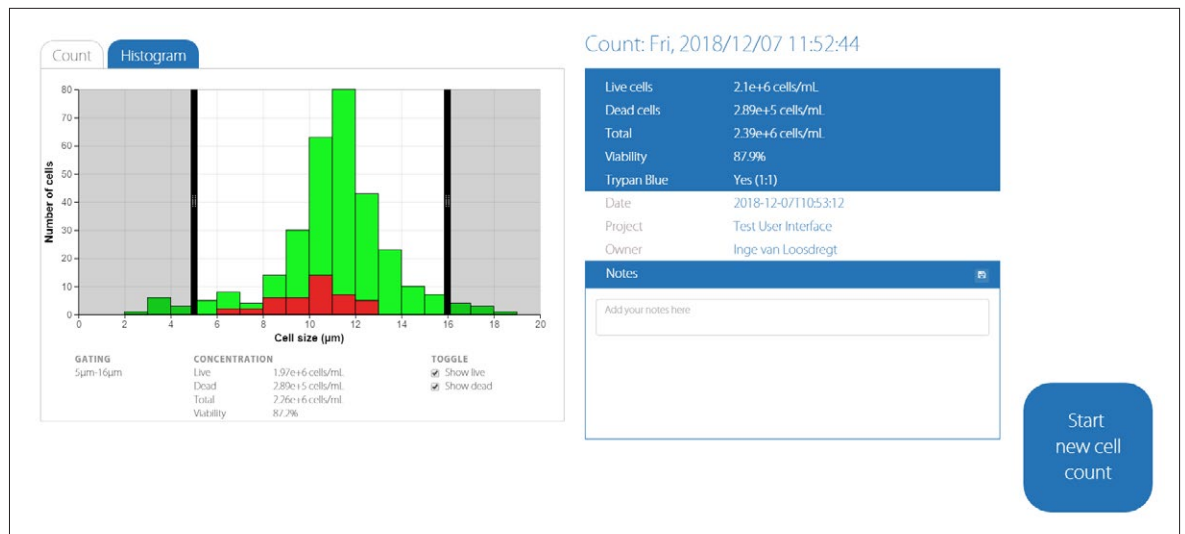 Count Histogram
80
70
60
50
40
30
20
10
0
Number of cells
0 2 4 6 8 10 12 14 16 18 20
Cell size (μm)
GATING
5μm-16μm
CONCENTRATION
Live 1.97e+6 cells/mL
Dead 2.89e+5 cells/mL
Total 2.26e+6 cells/mL
Viability 87.2%
TOGGLE
Show live
Show dead
Count: Fri, 2018/12/07 11:52:44
Live cells 2.1e+6 cells/mL
Dead cells 2.89e+5 cells/mL
Total 2.39e+6 cells/mL
Viability 87.9%
Trypan Blue Yes (1:1)
Date 2018-12-07T10:53:12
Project Test User Interface
Owner Inge van Loosdregt
Notes
Add your notes here
Start
new cell
count